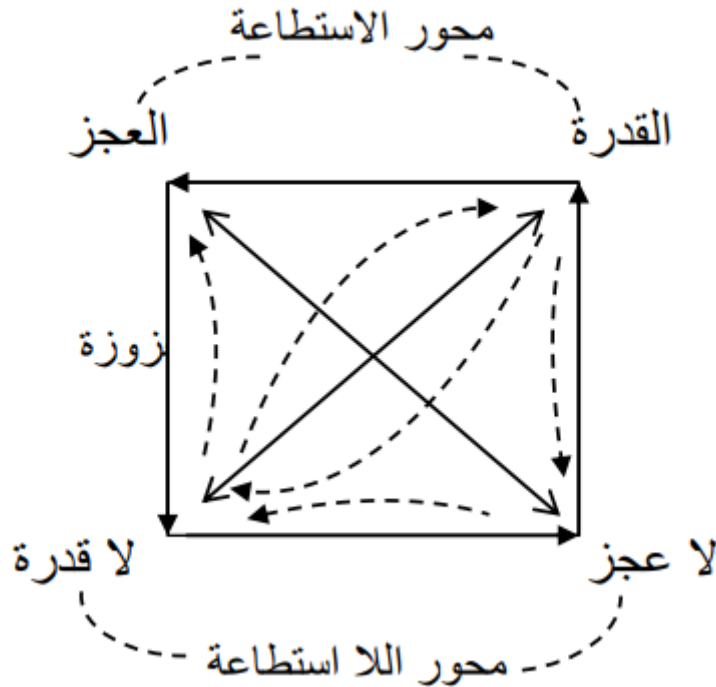 محور الاستطاعة
القدرة
العجز
زوزة
لا عجز
لا قدرة
محور اللا استطاعة